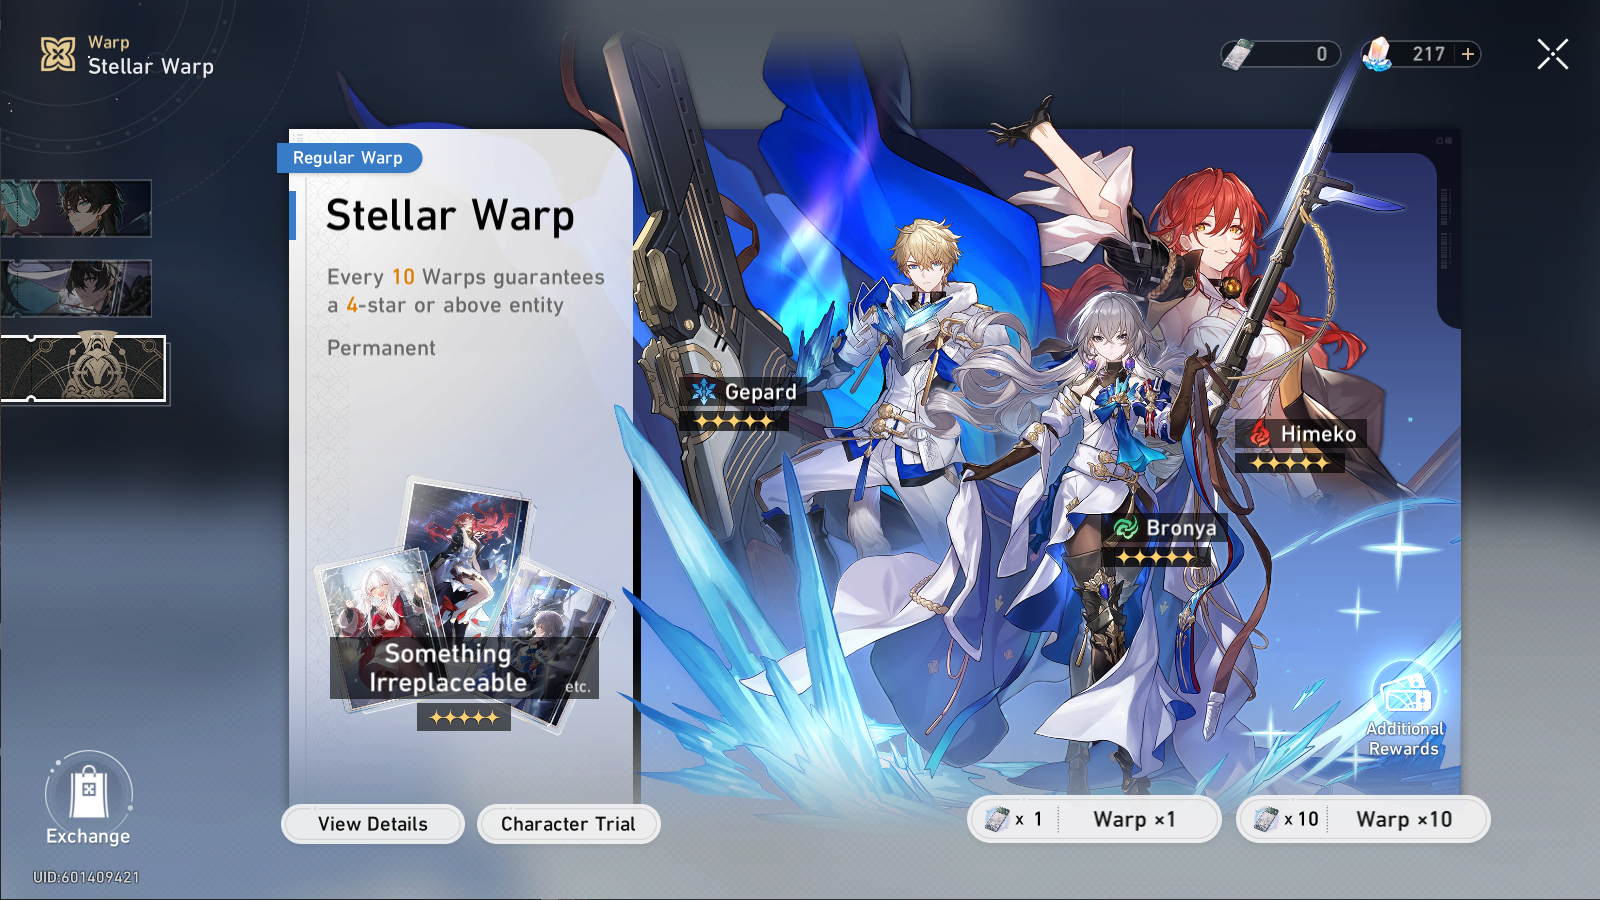 Warp
Stellar Warp
0
217
Regular Warp
Stellar Warp
Every 10 Warps guarantees
a 4-star or above entity
Permanent
Gepard
Himeko
Bronya
Something
Irreplaceable
etc.
Additional
Rewards
Exchange
View Details
Character Trial
x 1
Warp ×1
x 10
Warp ×10
UID:601409421